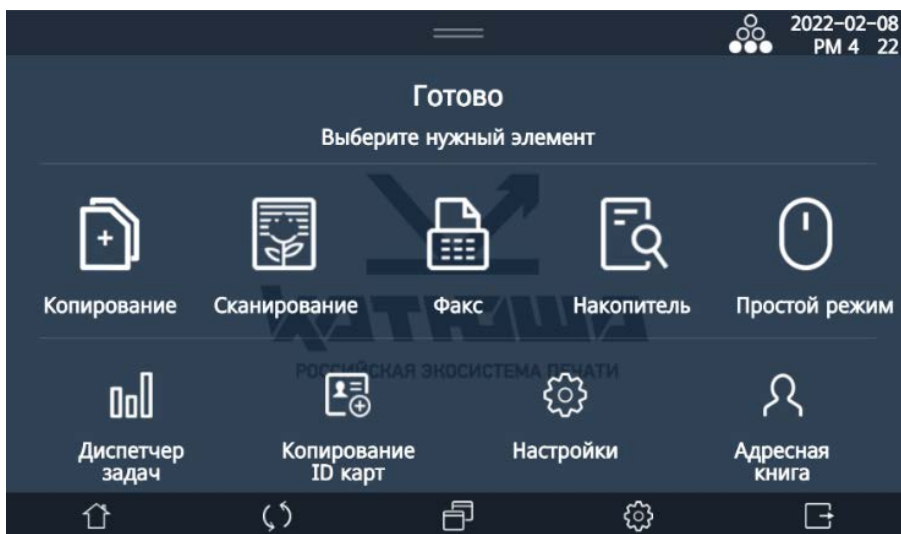 2022-02-08
PM 4 22
Готово
Выберите нужный элемент
Копирование Сканирование Факс Накопитель Простой режим
катюша
РОССИЙСКАЯ ЭКОСИСТЕМА ПЕЧАТИ
Диспетчер задач
Копирование ID карт
Настройки
Адресная книга